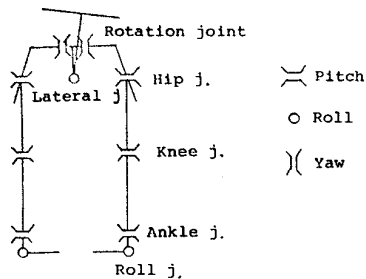 Rotation joint
Hip j.
Lateral j
Knee j.
Ankle j.
Roll j.
Pitch
Roll
Yaw